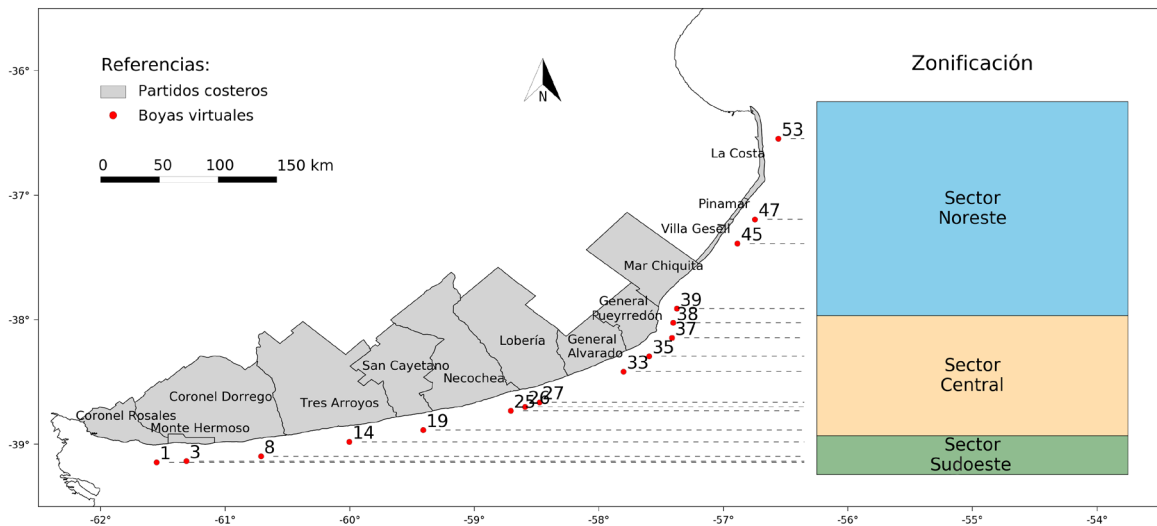 Referencias:
Partidos costeros
Boyas virtuales
0 50 100 150 km
N
Zonificación
-36°
-37°
-38°
-39°
53
La Costa
Pinamar
47
Villa Gesell
45
Mar Chiquita
39
General
Pueyrredón
38
37
General
Alvarado
35
33
Lobería
San Cayetano
Necochea
27
26
25
Coronel Dorrego
Tres Arroyos
19
Coronel Rosales
Monte Hermoso
14
8
3
1
Sector
Noreste
Sector
Central
Sector
Sudoeste
-62° -61° -60° -59° -58° -57° -56° -55° -54°